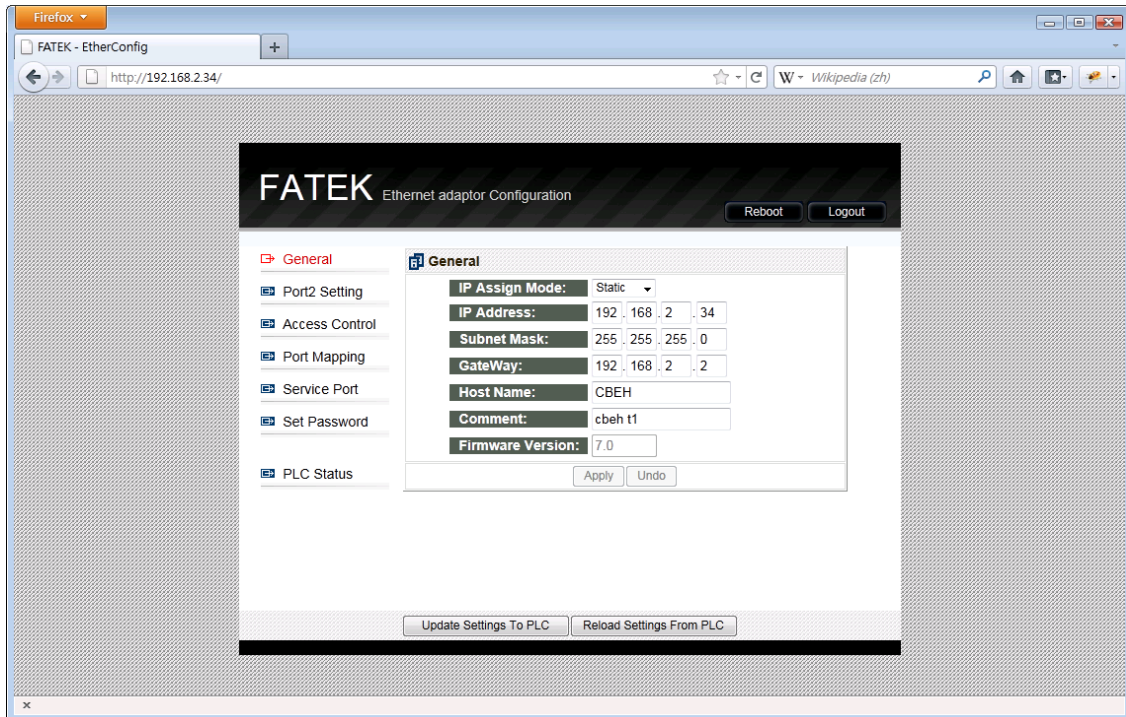 Firefox
FATEK - EtherConfig
http://192.168.2.34/
W Wikipedia (zh)
FATEK Ethernet adaptor Configuration
Reboot Logout
General
Port2 Setting
Access Control
Port Mapping
Service Port
Set Password
PLC Status
General
IP Assign Mode: Static
IP Address: 192 . 168 . 2 . 34
Subnet Mask: 255 . 255 . 255 . 0
GateWay: 192 . 168 . 2 . 2
Host Name: CBEH
Comment: cbeh t1
Firmware Version: 7.0
Apply Undo
Update Settings To PLC Reload Settings From PLC